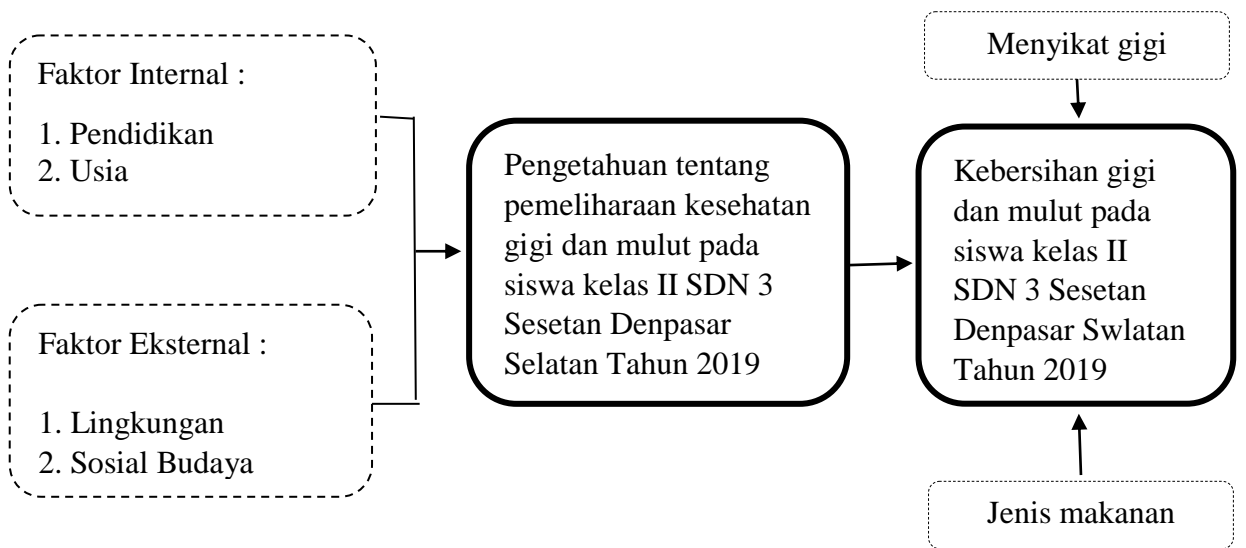 Faktor Internal :
1. Pendidikan
2. Usia
Faktor Eksternal :
1. Lingkungan
2. Sosial Budaya
Pengetahuan tentang
pemeliharaan kesehatan
gigi dan mulut pada
siswa kelas II SDN 3
Sesetan Denpasar
Selatan Tahun 2019
Menyikat gigi
Kebersihan gigi
dan mulut pada
siswa kelas II
SDN 3 Sesetan
Denpasar Swlatan
Tahun 2019
Jenis makanan